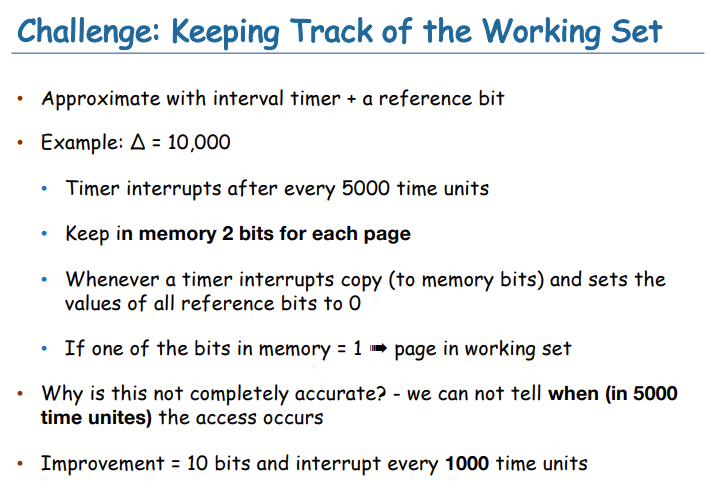 Challenge: Keeping Track of the Working Set
• Approximate with interval timer + a reference bit
• Example: Δ = 10,000
• Timer interrupts after every 5000 time units
• Keep in memory 2 bits for each page
• Whenever a timer interrupts copy (to memory bits) and sets the
values of all reference bits to 0
• If one of the bits in memory = 1 ➠ page in working set
• Why is this not completely accurate? - we can not tell when (in 5000
time unites) the access occurs
• Improvement = 10 bits and interrupt every 1000 time units